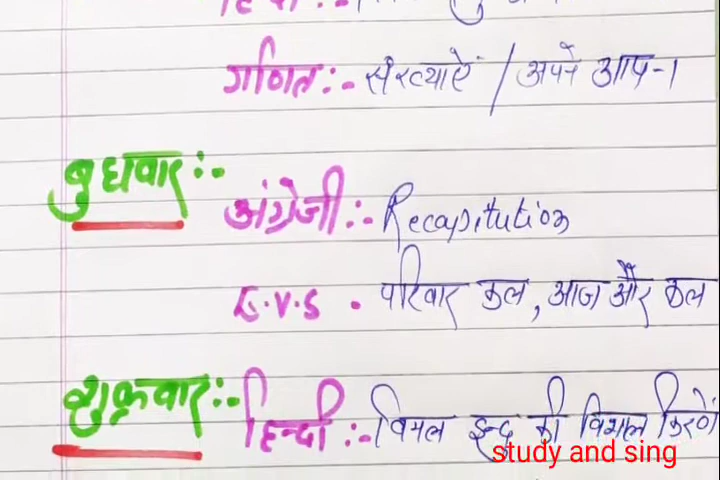 गणित:- संख्याऐं / अपने आप-1
बुधवार:-
अंग्रेजी:- Recapitution
E.V.S. परिवार कल, आज और कल
शुक्रवार:-
हिन्दी:- विमल इन्दु की विशाल किरणें
study and sing